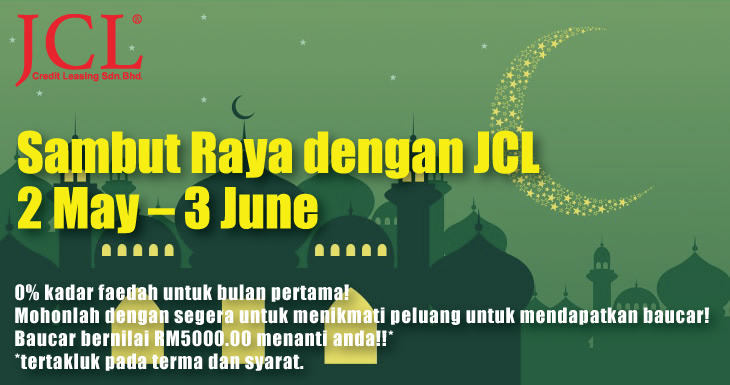 JCL®
Credit Leasing Sdn.Bhd.
Sambut Raya dengan JCL
2 May – 3 June
0% kadar faedah untuk bulan pertama!
Mohonlah dengan segera untuk menikmati peluang untuk mendapatkan baucar!
Baucar bernilai RM5000.00 menanti anda!!*
*tertakluk pada terma dan syarat.